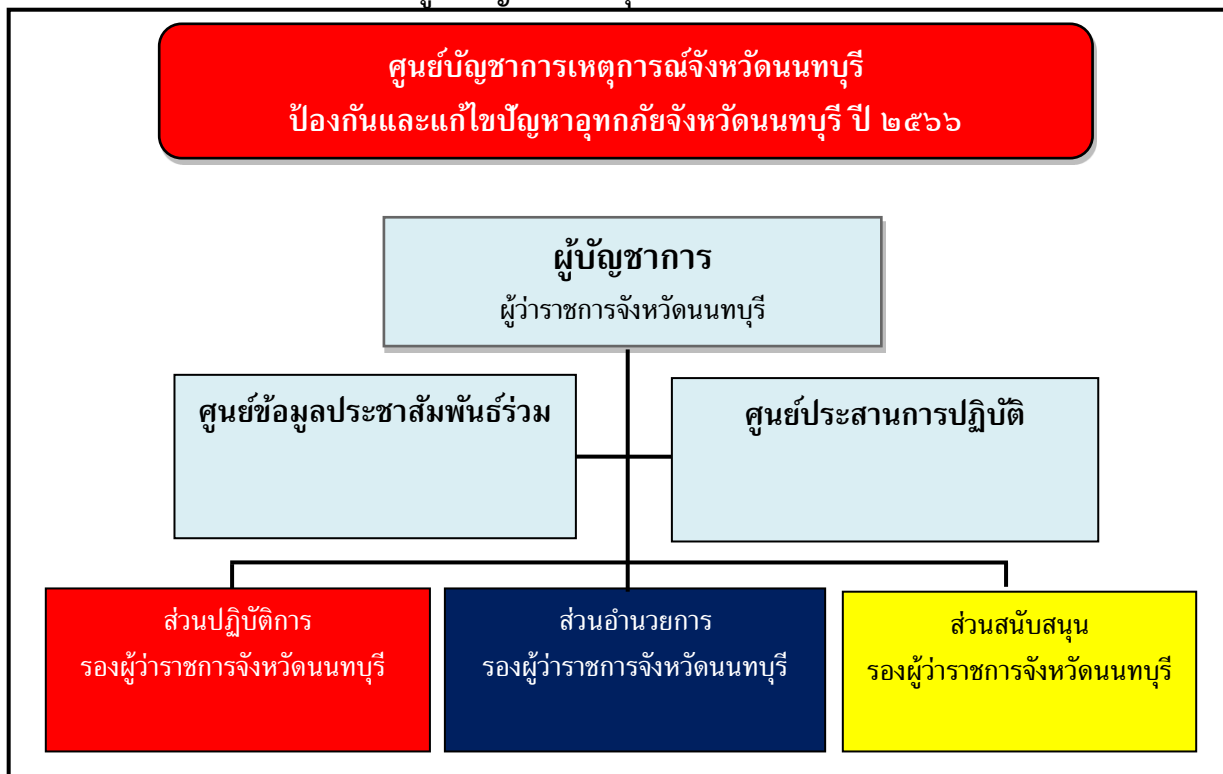 ศูนย์บัญชาการเหตุการณ์จังหวัดนนทบุรี
ป้องกันและแก้ไขปัญหาอุทกภัยจังหวัดนนทบุรี ปี ๒๕๖๖
ผู้บัญชาการ
ผู้ว่าราชการจังหวัดนนทบุรี
ศูนย์ข้อมูลประชาสัมพันธ์ร่วม
ศูนย์ประสานการปฏิบัติ
ส่วนปฏิบัติการ
รองผู้ว่าราชการจังหวัดนนทบุรี
ส่วนอำนวยการ
รองผู้ว่าราชการจังหวัดนนทบุรี
ส่วนสนับสนุน
รองผู้ว่าราชการจังหวัดนนทบุรี